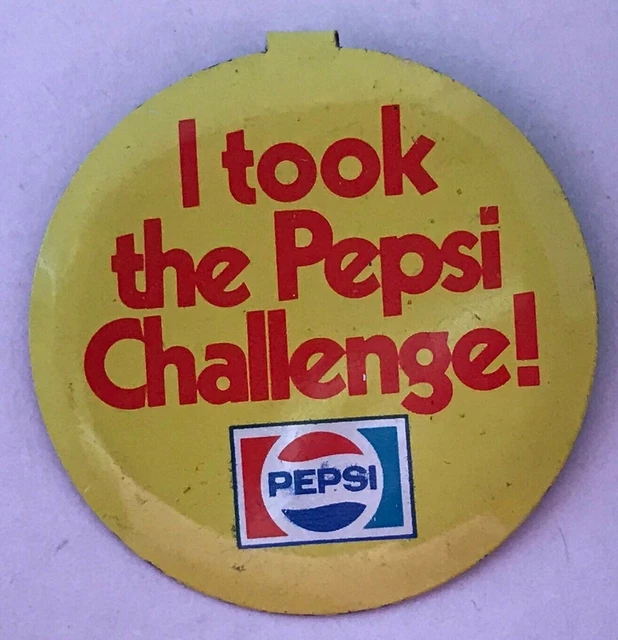 I took
the Pepsi
Challenge!
PEPSI